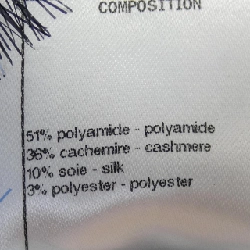 COMPOSITION
51% polyamide - polyamide
36% cachemire - cashmere
10% soie - silk
3% polyester - polyester